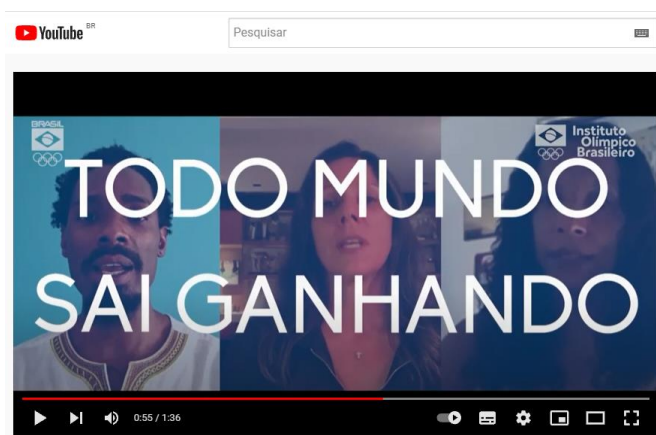 YouTube BR
Pesquisar
BRASIL
Instituto
Olímpico
Brasileiro
TODO MUNDO
SAI GANHANDO
0:55 / 1:36